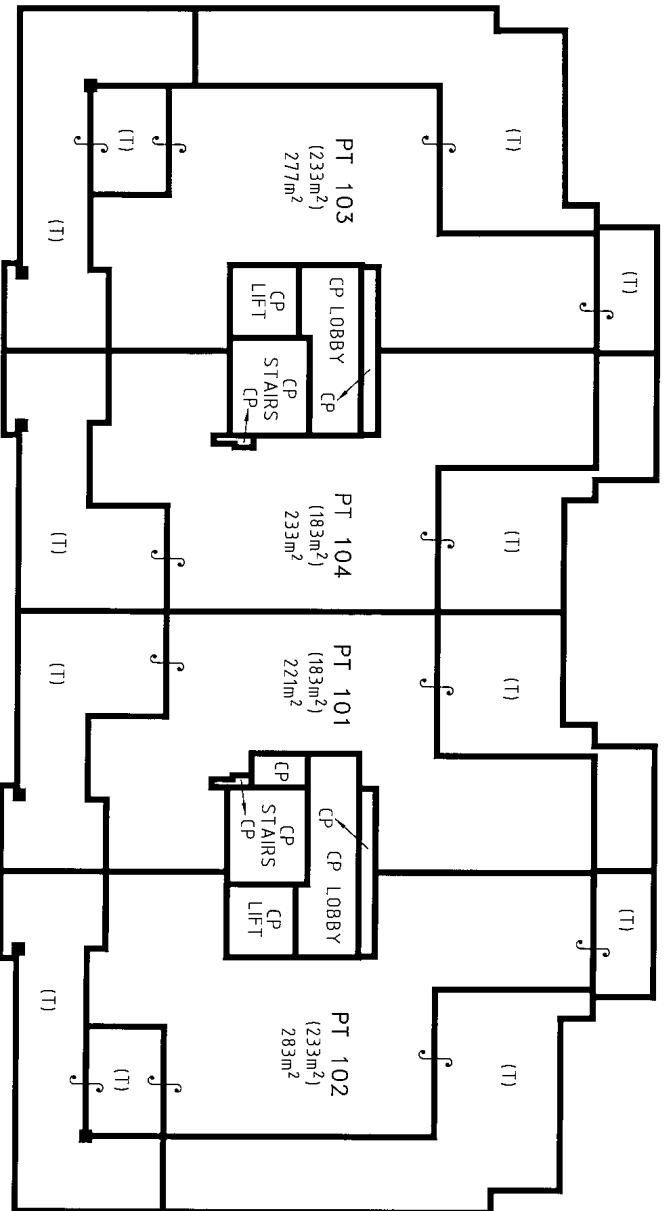 (T)
(T)
(T)
PT 103
(233m²)
277m²
(T)
CP LOBBY
CP
CP
LIFT
CP
STAIRS
CP
(T)
PT 104
(183m²)
233m²
(T)
(T)
PT 101
(183m²)
221m²
(T)
CP
CP LOBBY
CP
CP
STAIRS
CP
CP
LIFT
(T)
(T)
PT 102
(233m²)
283m²
(T)
(T)